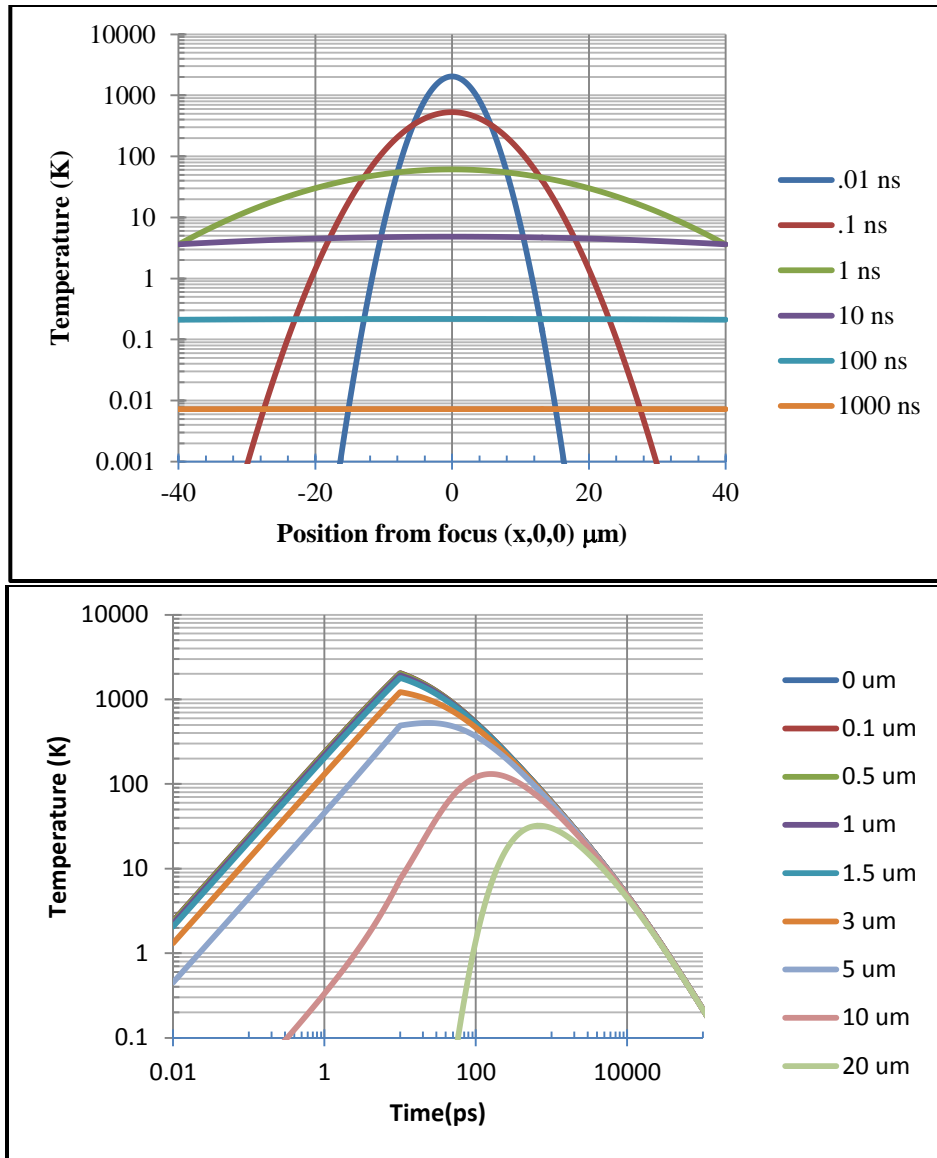 10000
1000
100
10
1
0.1
0.01
0.001
Temperature (K)
-40 -20 0 20 40
Position from focus (x,0,0) μm)
.01 ns
.1 ns
1 ns
10 ns
100 ns
1000 ns
10000
1000
100
10
1
0.1
Temperature (K)
0.01 1 100 10000
Time(ps)
0 um
0.1 um
0.5 um
1 um
1.5 um
3 um
5 um
10 um
20 um